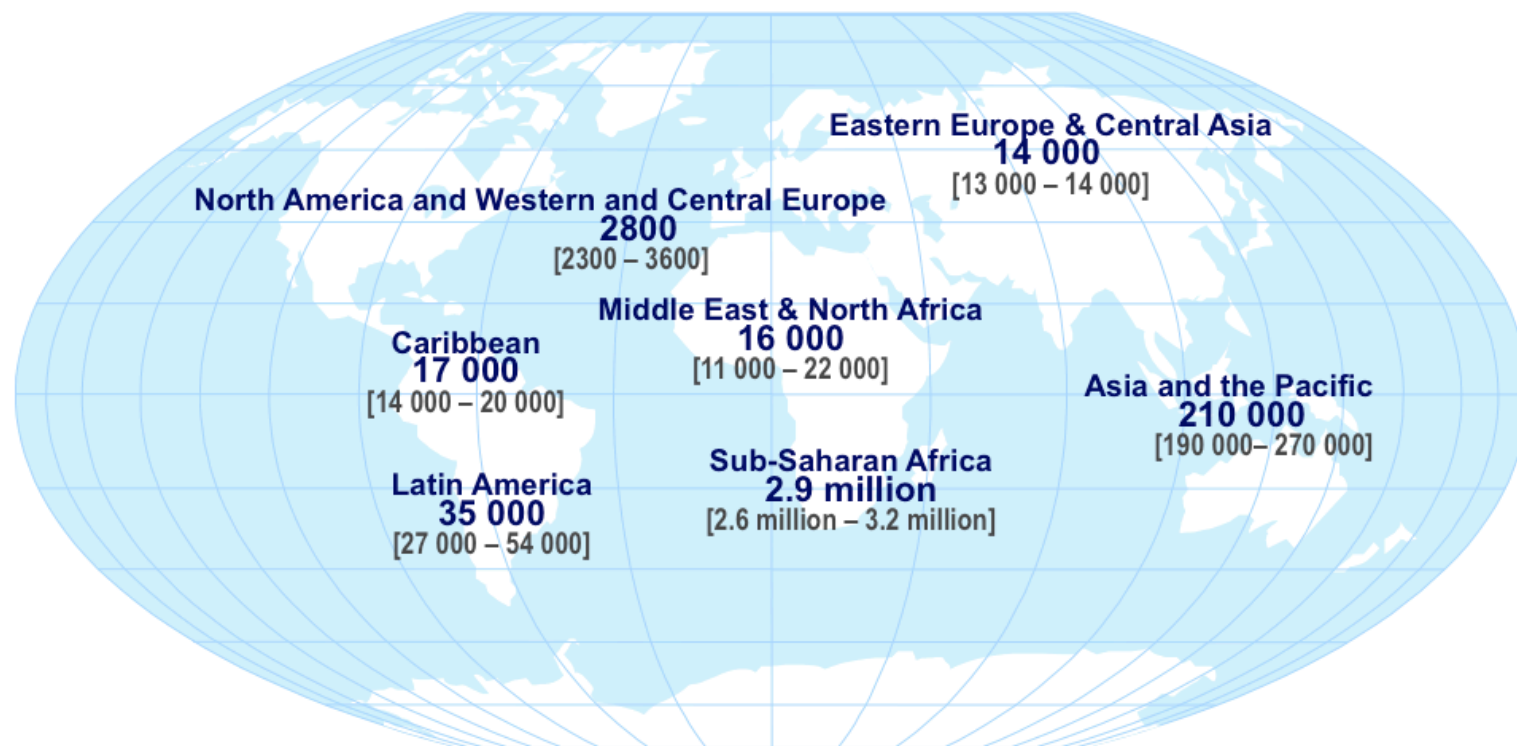 Eastern Europe & Central Asia
14 000
[13 000 – 14 000]
North America and Western and Central Europe
2800
[2300 – 3600]
Middle East & North Africa
16 000
[11 000 – 22 000]
Caribbean
17 000
[14 000 – 20 000]
Asia and the Pacific
210 000
[190 000– 270 000]
Sub-Saharan Africa
2.9 million
[2.6 million – 3.2 million]
Latin America
35 000
[27 000 – 54 000]